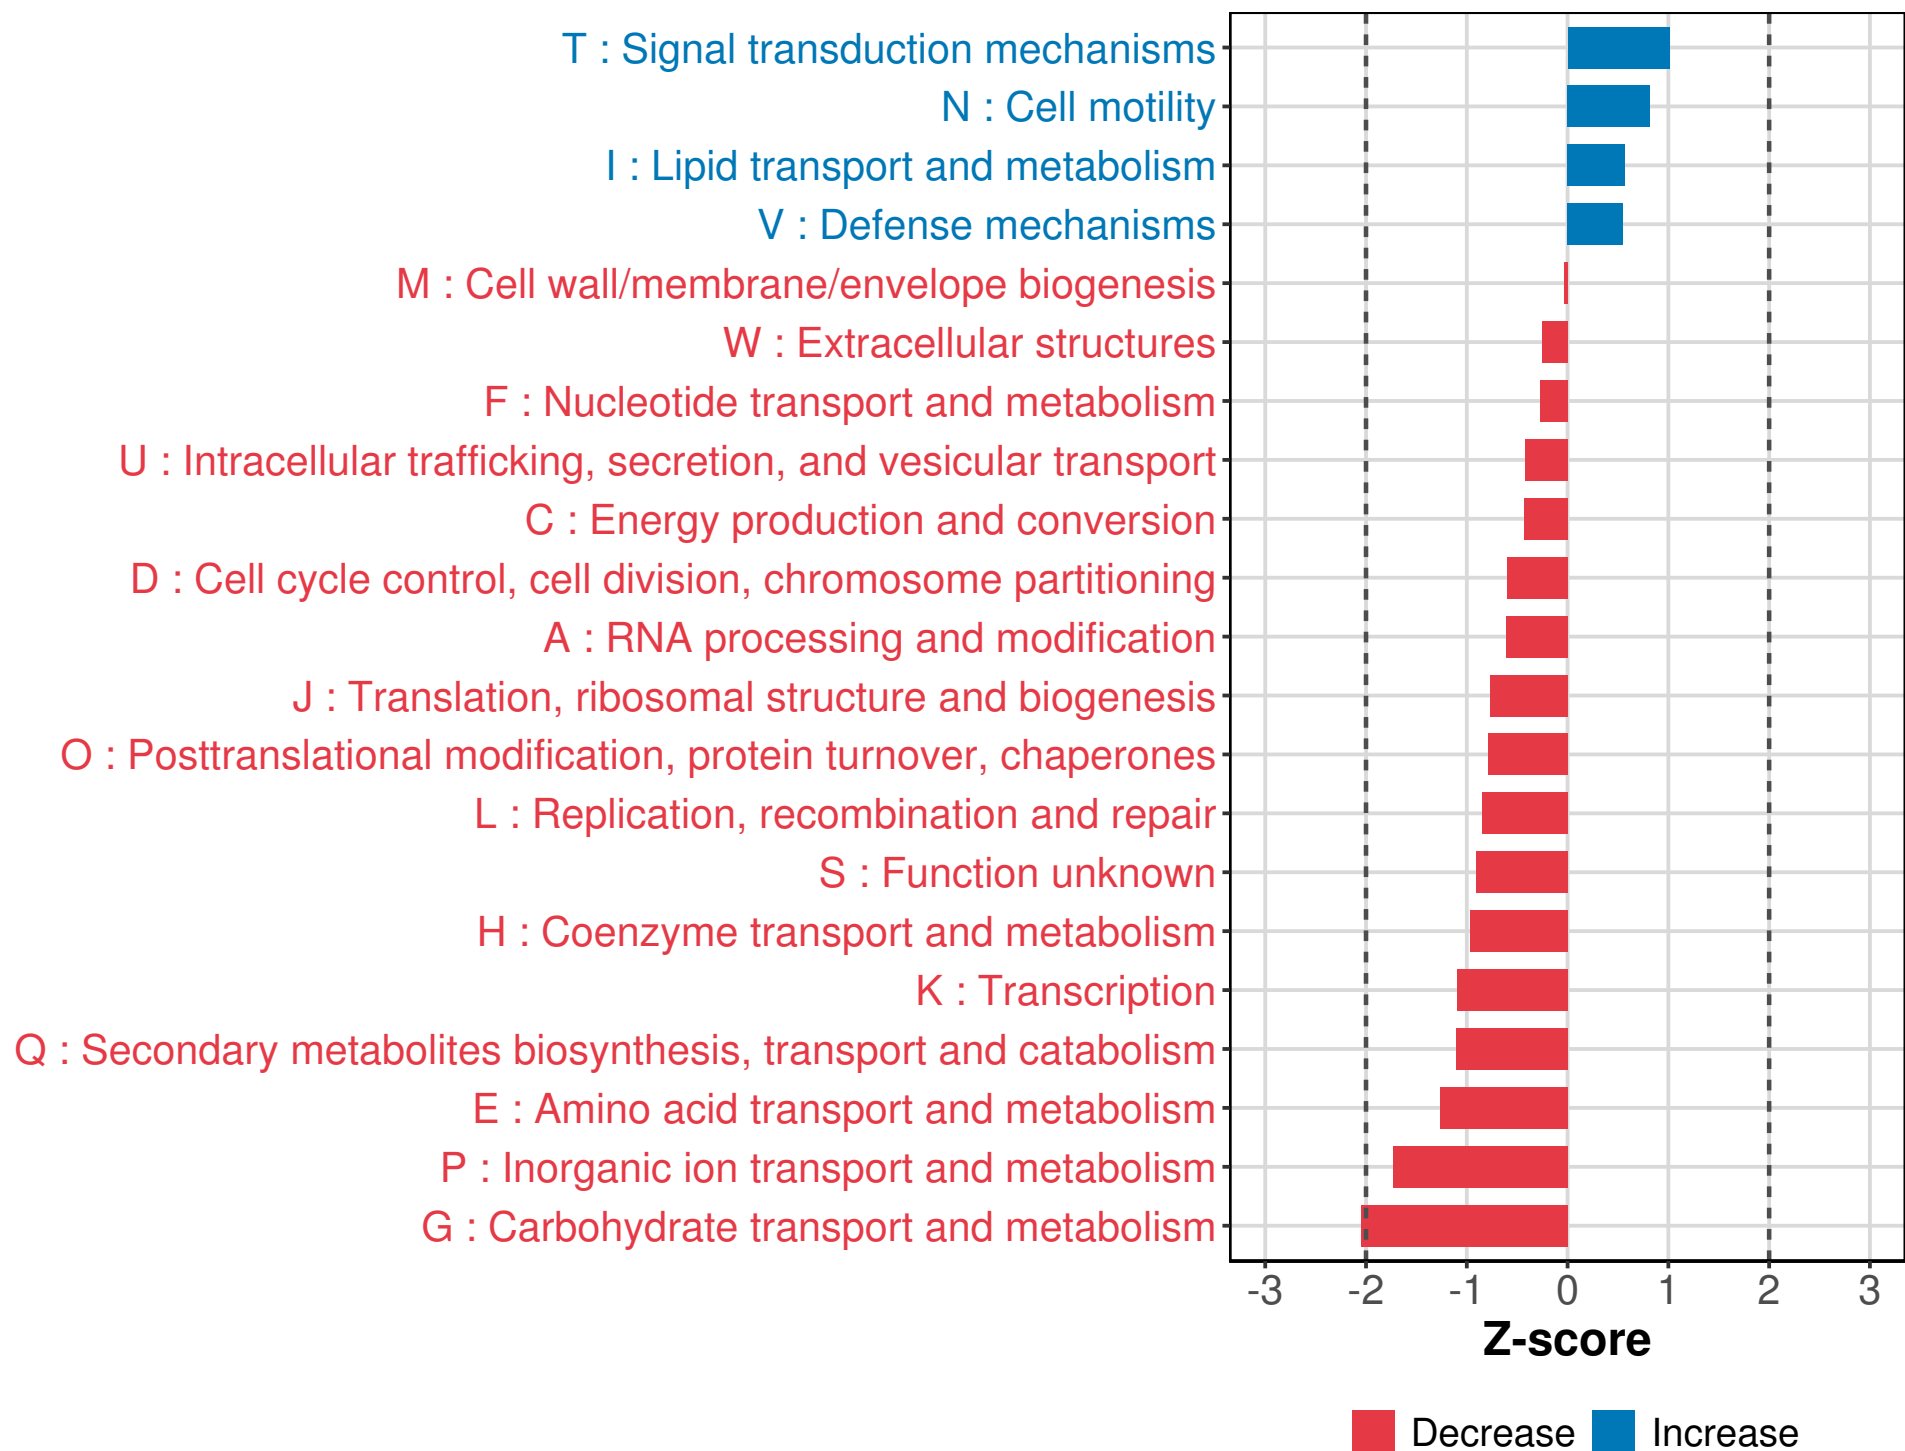 T : Signal transduction mechanisms
N : Cell motility
I : Lipid transport and metabolism
V : Defense mechanisms
M : Cell wall/membrane/envelope biogenesis
W : Extracellular structures
F : Nucleotide transport and metabolism
U : Intracellular trafficking, secretion, and vesicular transport
C : Energy production and conversion
D : Cell cycle control, cell division, chromosome partitioning
A : RNA processing and modification
J : Translation, ribosomal structure and biogenesis
O : Posttranslational modification, protein turnover, chaperones
L : Replication, recombination and repair
S : Function unknown
H : Coenzyme transport and metabolism
K : Transcription
Q : Secondary metabolites biosynthesis, transport and catabolism
E : Amino acid transport and metabolism
P : Inorganic ion transport and metabolism
G : Carbohydrate transport and metabolism
-3 -2 -1 0 1 2 3
Z-score
Decrease Increase